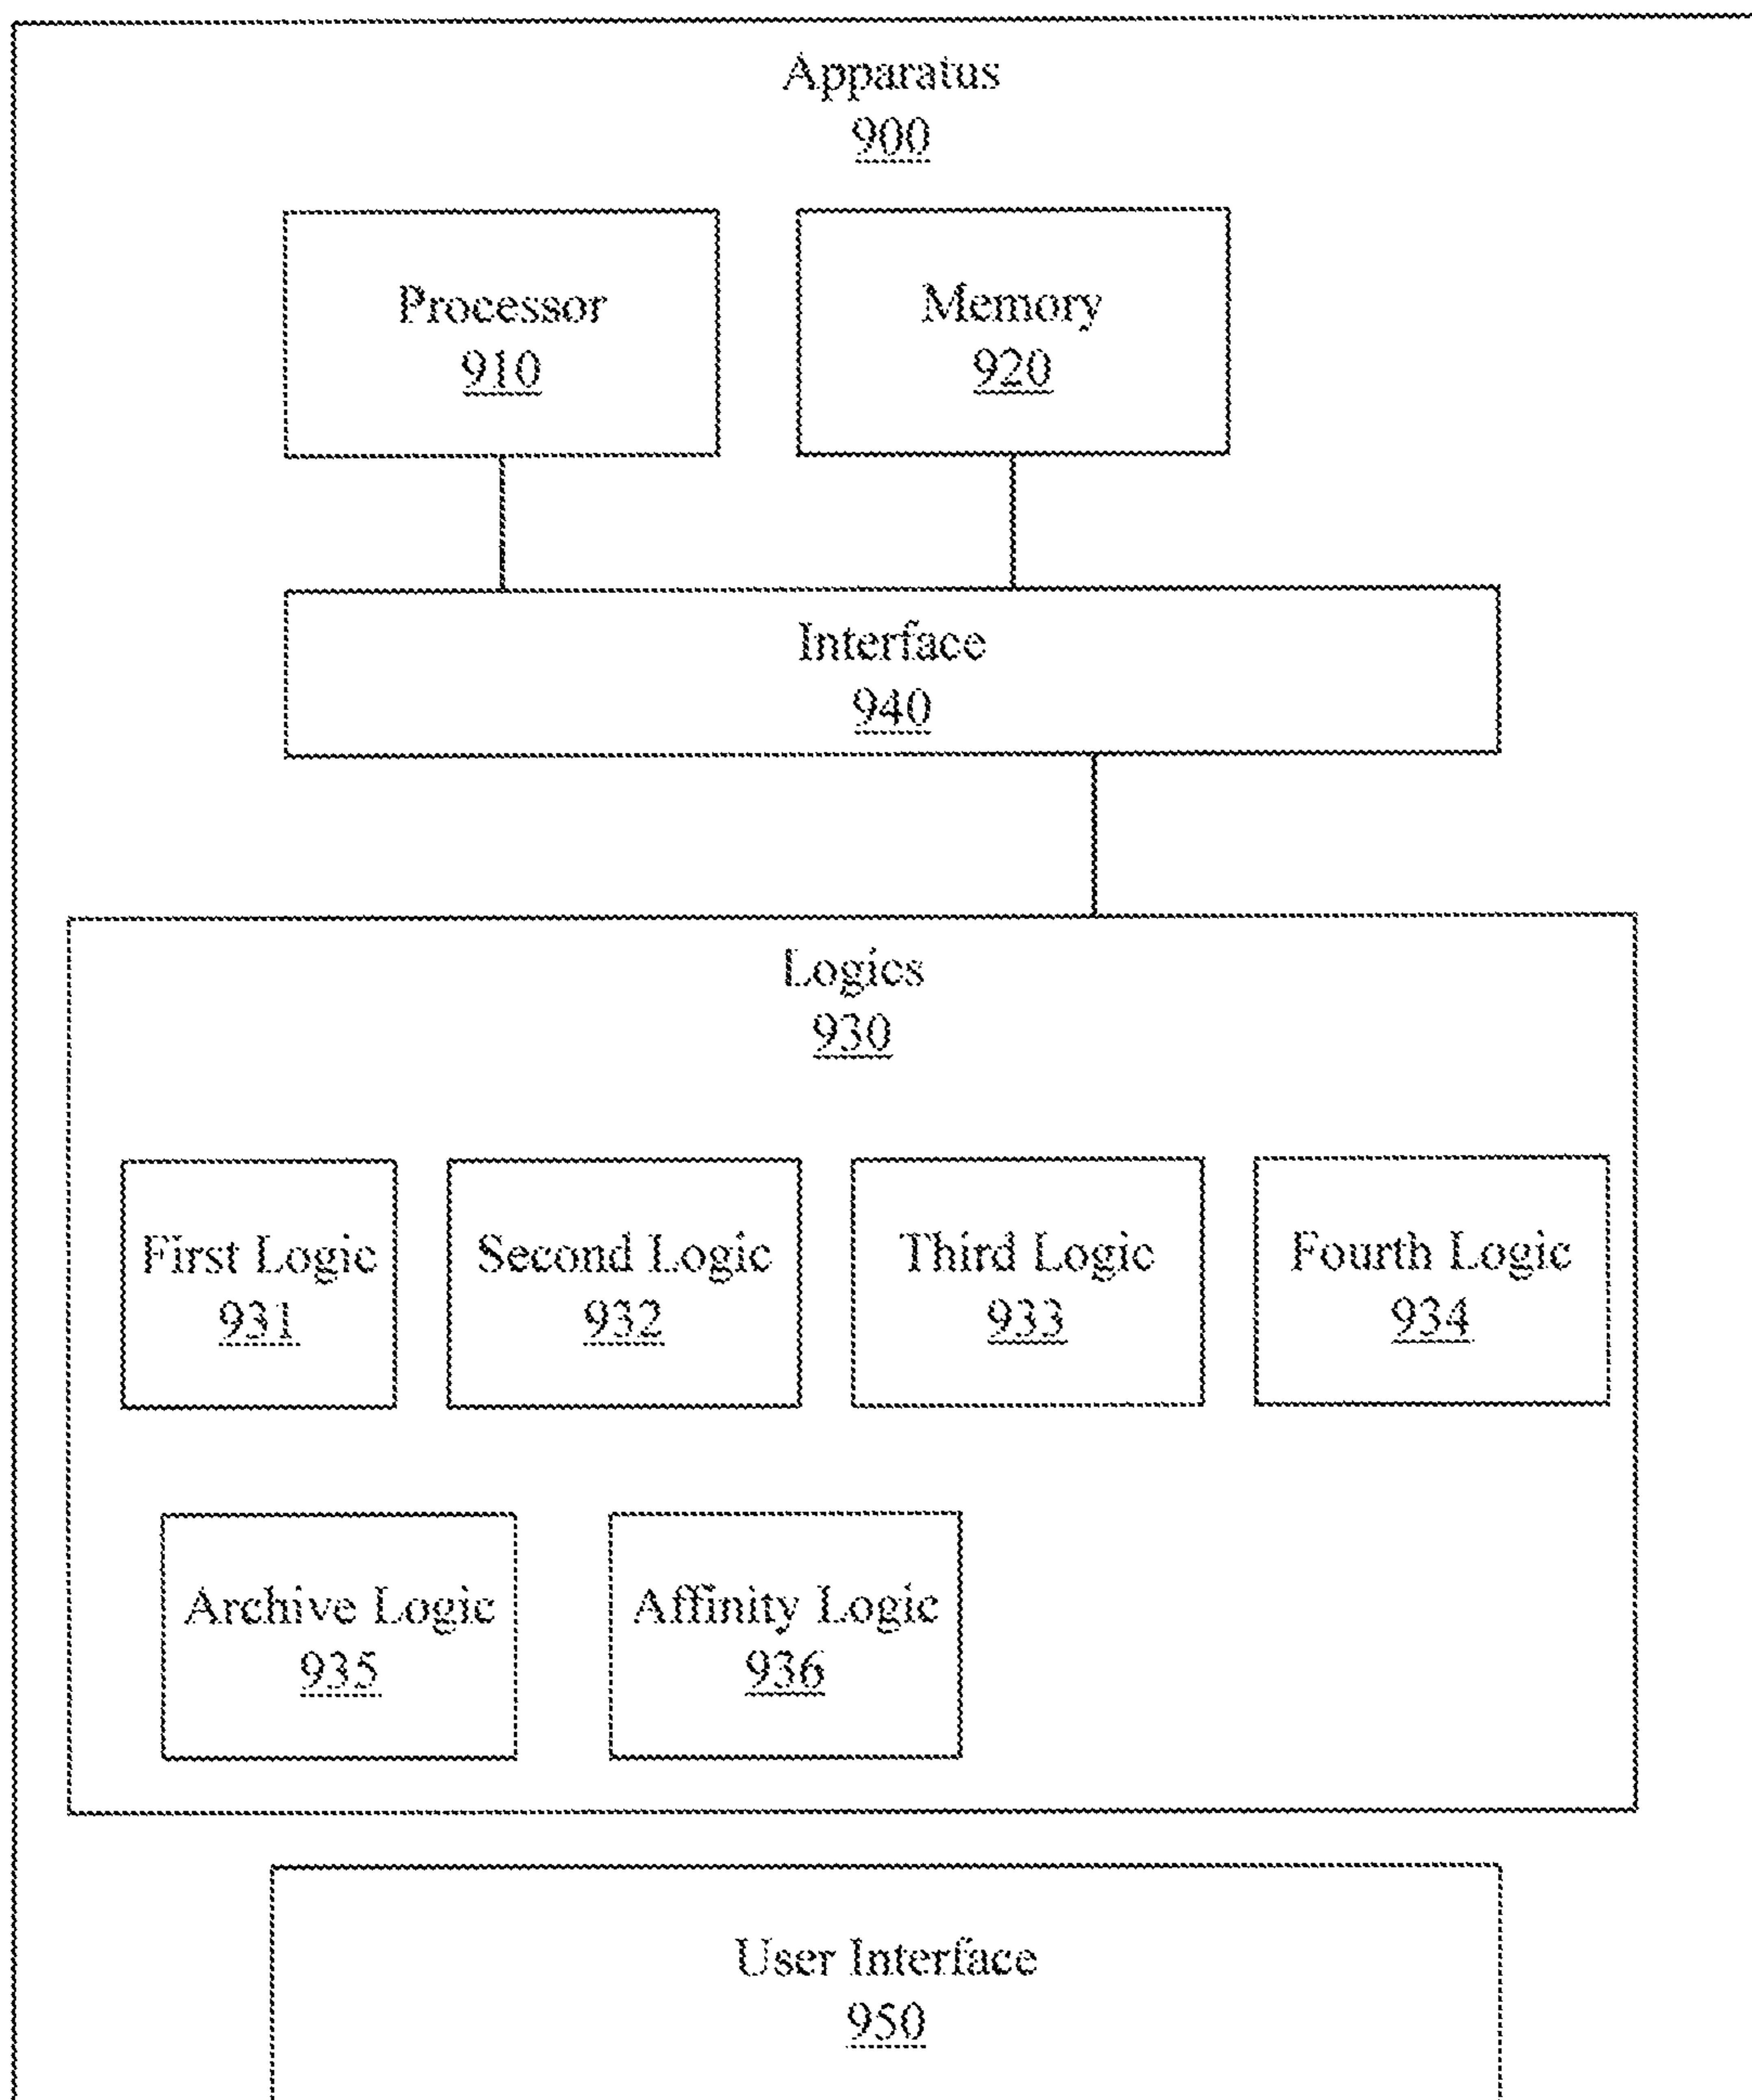 Apparatus
900
Processor
910
Memory
920
Interface
940
Logics
930
First Logic
931
Second Logic
932
Third Logic
933
Fourth Logic
934
Archive Logic
935
Affinity Logic
936
User Interface
950